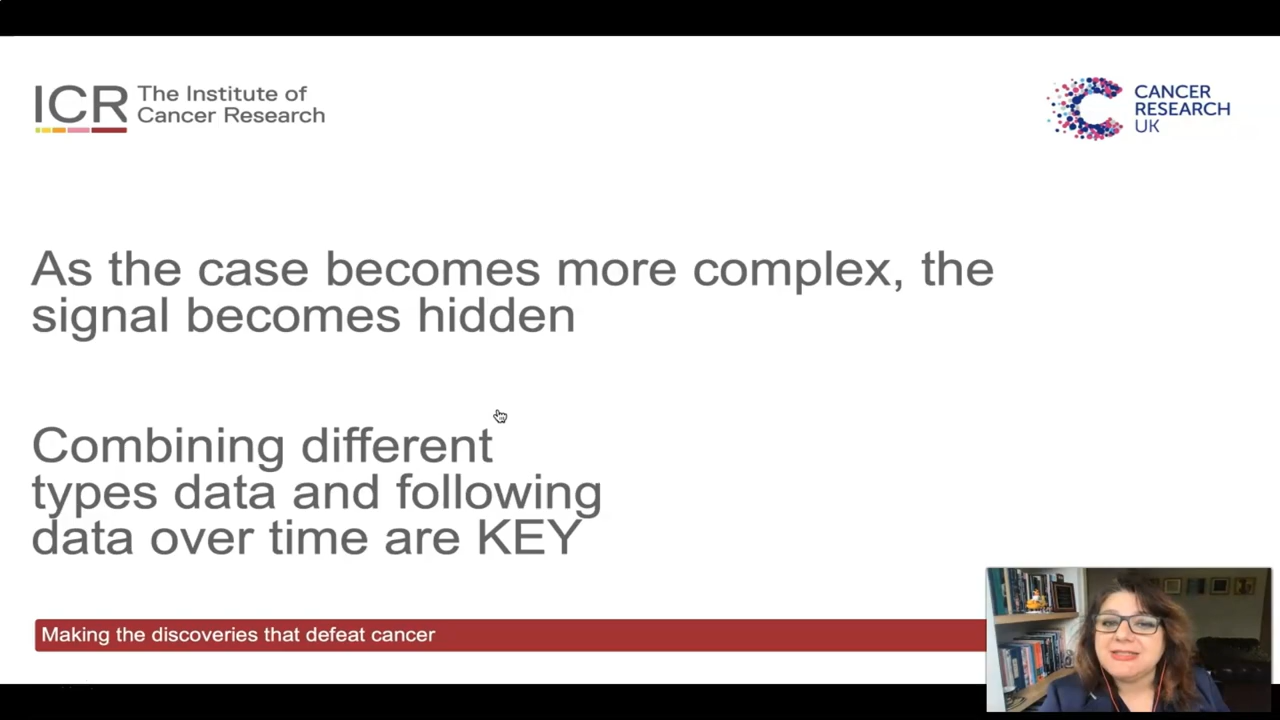 ICR The Institute of
Cancer Research
CANCER
RESEARCH
UK
As the case becomes more complex, the
signal becomes hidden
Combining different
types data and following
data over time are KEY
Making the discoveries that defeat cancer